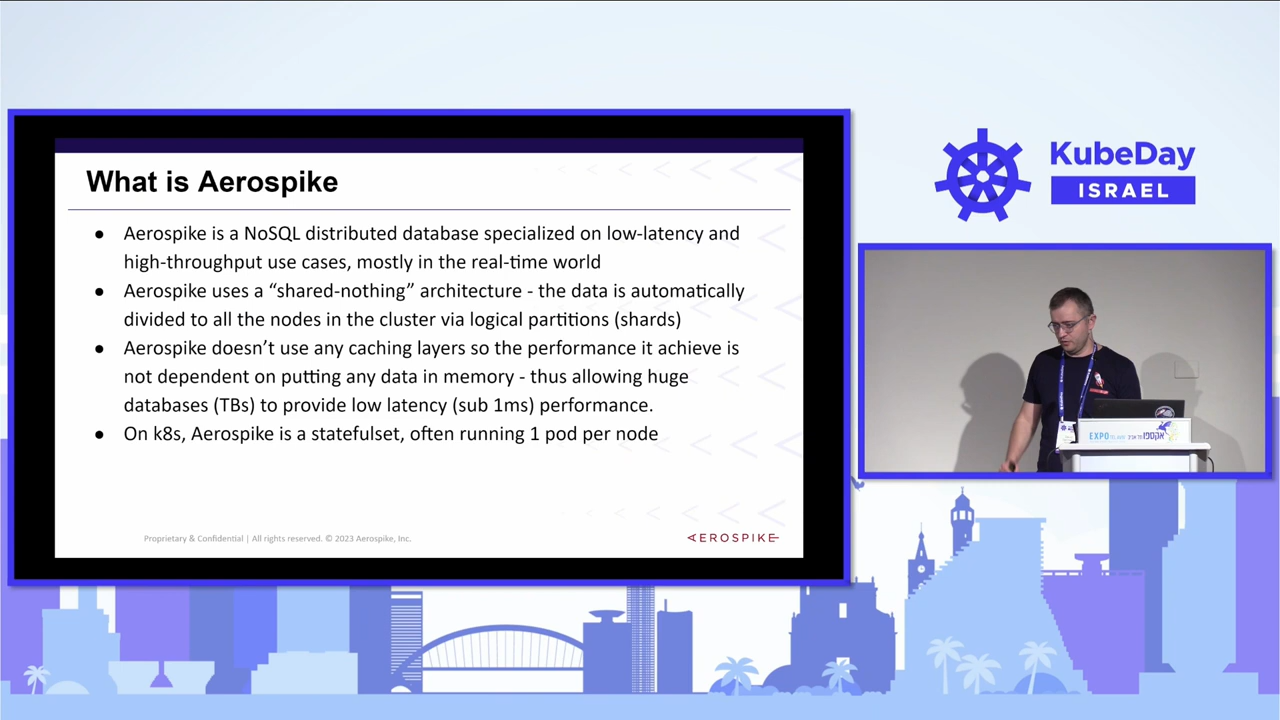 What is Aerospike
● Aerospike is a NoSQL distributed database specialized on low-latency and
high-throughput use cases, mostly in the real-time world
● Aerospike uses a “shared-nothing” architecture - the data is automatically
divided to all the nodes in the cluster via logical partitions (shards)
● Aerospike doesn’t use any caching layers so the performance it achieve is
not dependent on putting any data in memory - thus allowing huge
databases (TBs) to provide low latency (sub 1ms) performance.
● On k8s, Aerospike is a statefulset, often running 1 pod per node
Proprietary & Confidential | All rights reserved. © 2023 Aerospike, Inc.
AEROSPIKE
KubeDay
ISRAEL
EXPO אקספו